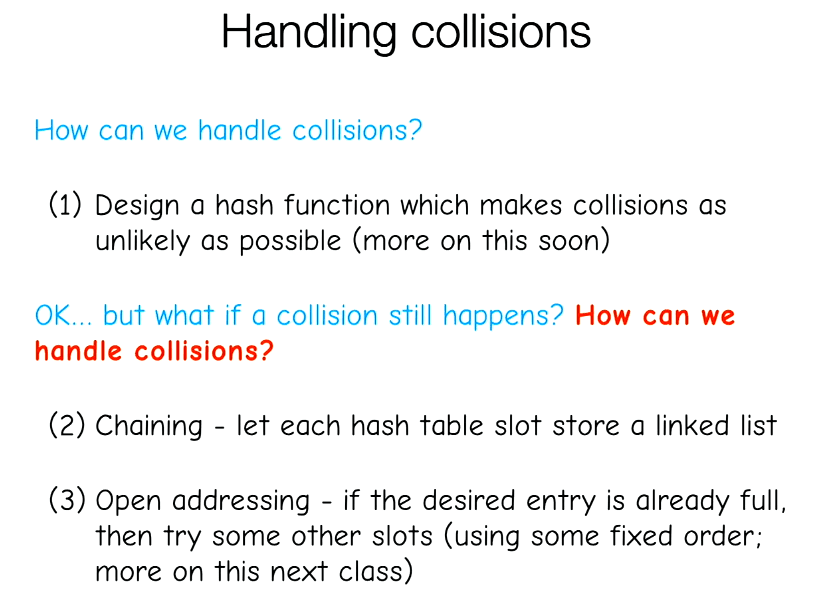 Handling collisions
How can we handle collisions?
(1) Design a hash function which makes collisions as
unlikely as possible (more on this soon)
OK... but what if a collision still happens? How can we
handle collisions?
(2) Chaining - let each hash table slot store a linked list
(3) Open addressing - if the desired entry is already full,
then try some other slots (using some fixed order;
more on this next class)